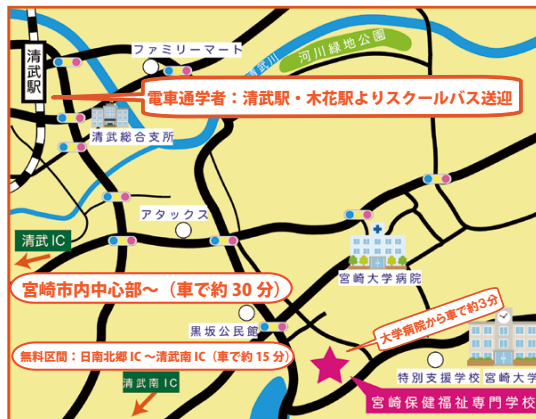 ファミリーマート
河川緑地公園
清武川
清武駅
電車通学者：清武駅・木花駅よりスクールバス送迎
清武総合支所
アタックス
清武IC
宮崎大学病院
宮崎市内中心部～（車で約30分）
大学病院から車で約3分
黒坂公民館
無料区間：日南北郷IC～清武南IC（車で約15分）
特別支援学校
宮崎大学
清武南IC
宮崎保健福祉専門学校